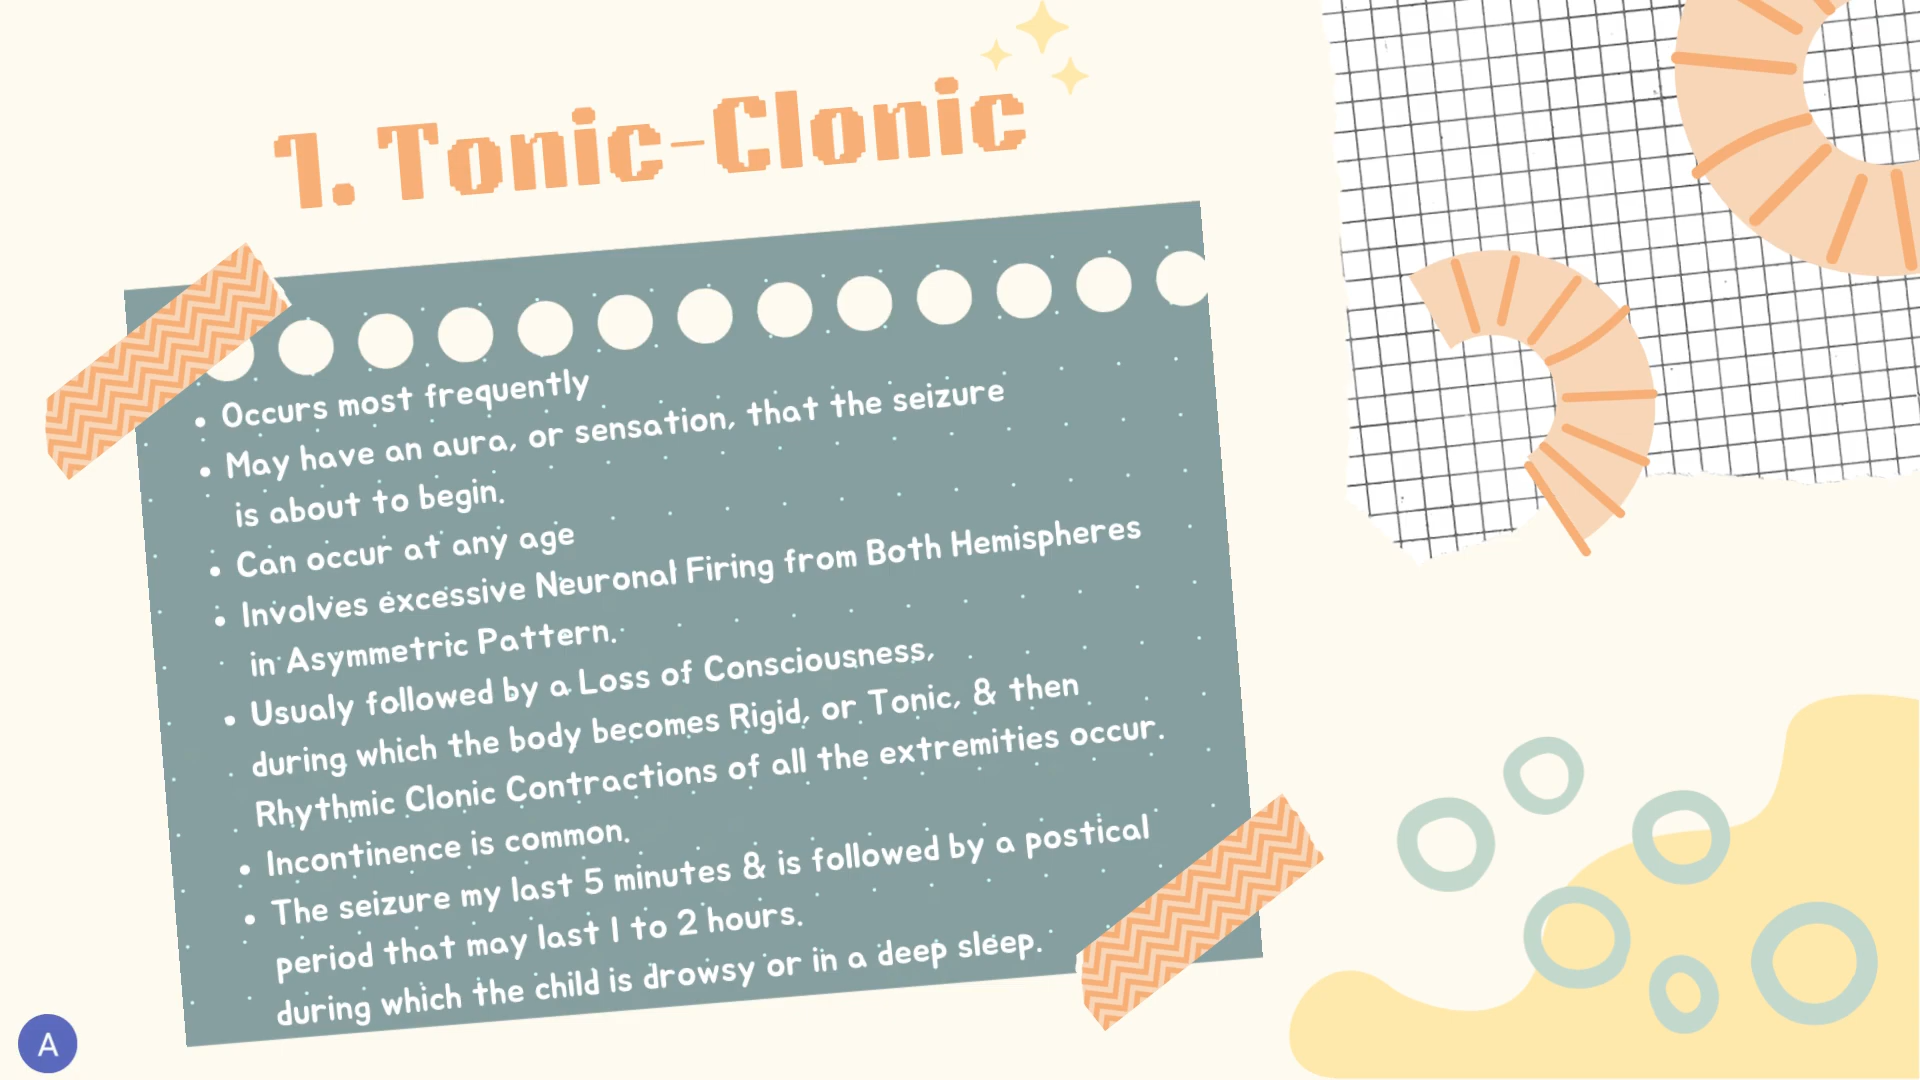 1. Tonic-Clonic
• Occurs most frequently
• May have an aura, or sensation, that the seizure
is about to begin.
• Can occur at any age
• Involves excessive Neuronal Firing from Both Hemispheres
in Asymmetric Pattern.
• Usualy followed by a Loss of Consciousness,
during which the body becomes Rigid, or Tonic, & then
Rhythmic Clonic Contractions of all the extremities occur.
• Incontinence is common.
• The seizure my last 5 minutes & is followed by a postical
period that may last 1 to 2 hours.
during which the child is drowsy or in a deep sleep.
A